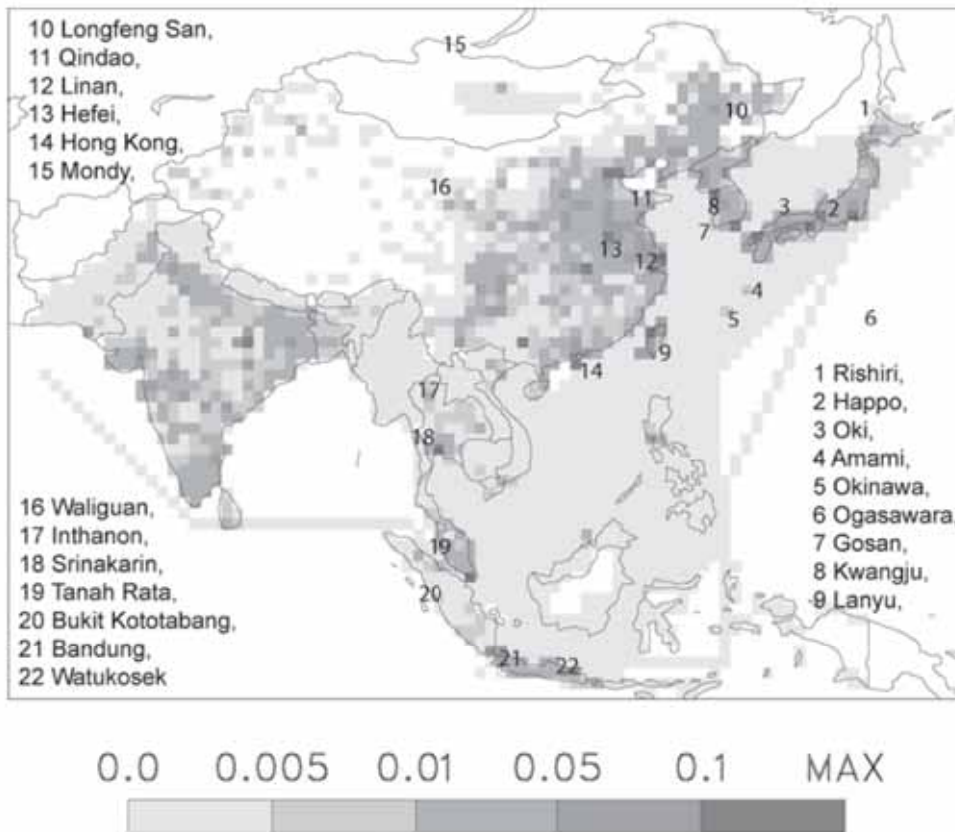 10 Longfeng San,
11 Qindao,
12 Linan,
13 Hefei,
14 Hong Kong,
15 Mondy,
15
10
1
16
11
8
3
2
7
13
12
4
5
6
9
14
17
18
1 Rishiri,
2 Happo,
3 Oki,
4 Amami,
5 Okinawa,
6 Ogasawara,
7 Gosan,
8 Kwangju,
9 Lanyu,
16 Waliguan,
17 Inthanon,
18 Srinakarin,
19 Tanah Rata,
20 Bukit Kototabang,
21 Bandung,
22 Watukosek
19
20
21
22
0.0 0.005 0.01 0.05 0.1 MAX